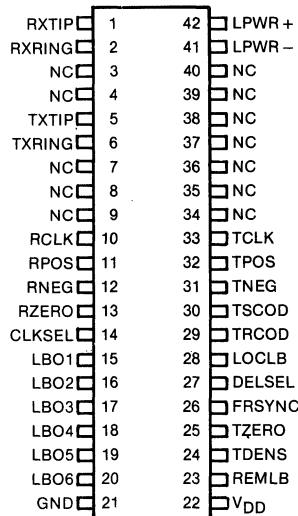 RXTIP 1 42 LPWR+
RXRING 2 41 LPWR−
NC 3 40 NC
NC 4 39 NC
TXTIP 5 38 NC
TXRING 6 37 NC
NC 7 36 NC
NC 8 35 NC
NC 9 34 NC
RCLK 10 33 TCLK
RPOS 11 32 TPOS
RNEG 12 31 TNEG
RZERO 13 30 TSCOD
CLKSEL 14 29 TRCOD
LBO1 15 28 LOCLB
LBO2 16 27 DELSEL
LBO3 17 26 FRSYNC
LBO4 18 25 TZERO
LBO5 19 24 TDENS
LBO6 20 23 REMLB
GND 21 22 VDD